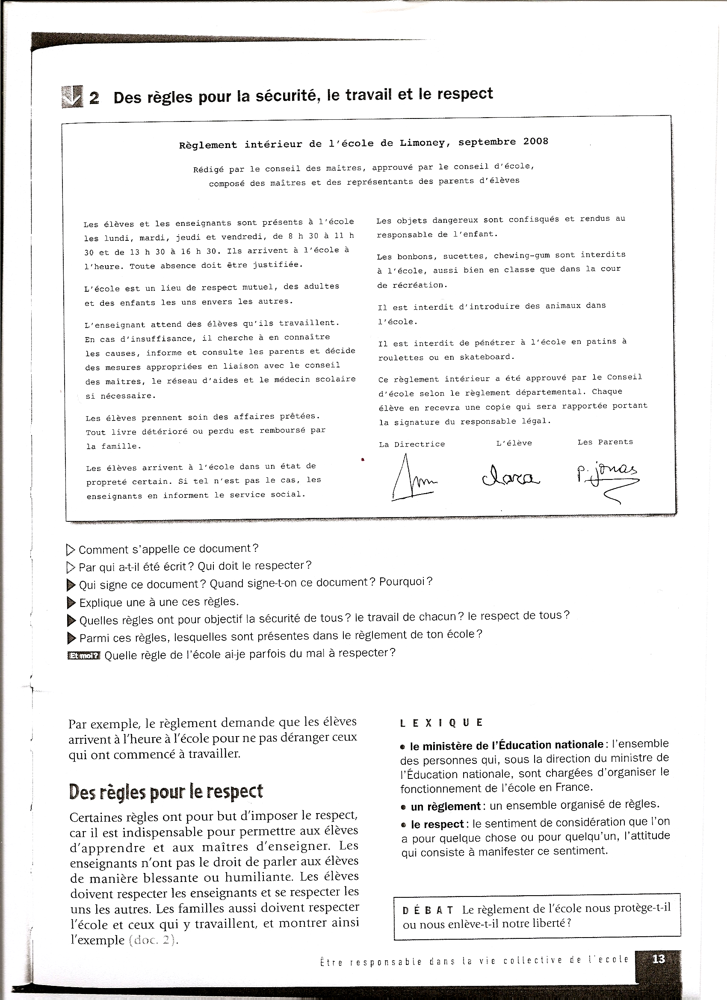 2 Des règles pour la sécurité, le travail et le respect
Règlement intérieur de l'école de Limoney, septembre 2008
Rédigé par le conseil des maîtres, approuvé par le conseil d'école,
composé des maîtres et des représentants des parents d'élèves
Les élèves et les enseignants sont présents à l'école
les lundi, mardi, jeudi et vendredi, de 8 h 30 à 11 h
30 et de 13 h 30 à 16 h 30. Ils arrivent à l'école à
l'heure. Toute absence doit être justifiée.
L'école est un lieu de respect mutuel, des adultes
et des enfants les uns envers les autres.
L'enseignant attend des élèves qu'ils travaillent.
En cas d'insuffisance, il cherche à en connaître
les causes, informe et consulte les parents et décide
des mesures appropriées en liaison avec le conseil
des maîtres, le réseau d'aides et le médecin scolaire
si nécessaire.
Les élèves prennent soin des affaires prêtées.
Tout livre détérioré ou perdu est remboursé par
la famille.
Les élèves arrivent à l'école dans un état de
propreté certain. Si tel n'est pas le cas, les
enseignants en informent le service social.
Les objets dangereux sont confisqués et rendus au
responsable de l'enfant.
Les bonbons, sucettes, chewing-gum sont interdits
à l'école, aussi bien en classe que dans la cour
de récréation.
Il est interdit d'introduire des animaux dans
l'école.
Il est interdit de pénétrer à l'école en patins à
roulettes ou en skateboard.
Ce règlement intérieur a été approuvé par le Conseil
d'école selon le règlement départemental. Chaque
élève en recevra une copie qui sera rapportée portant
la signature du responsable légal.
La Directrice L'élève Les Parents
clara p. jonas
Comment s'appelle ce document ?
Par qui a-t-il été écrit ? Qui doit le respecter ?
Qui signe ce document ? Quand signe-t-on ce document ? Pourquoi ?
Explique une à une ces règles.
Quelles règles ont pour objectif la sécurité de tous ? le travail de chacun ? le respect de tous ?
Parmi ces règles, lesquelles sont présentes dans le règlement de ton école ?
Et moi ? Quelle règle de l'école ai-je parfois du mal à respecter ?
Par exemple, le règlement demande que les élèves
arrivent à l'heure à l'école pour ne pas déranger ceux
qui ont commencé à travailler.
Des règles pour le respect
Certaines règles ont pour but d'imposer le respect,
car il est indispensable pour permettre aux élèves
d'apprendre et aux maîtres d'enseigner. Les
enseignants n'ont pas le droit de parler aux élèves
de manière blessante ou humiliante. Les élèves
doivent respecter les enseignants et se respecter les
uns les autres. Les familles aussi doivent respecter
l'école et ceux qui y travaillent, et montrer ainsi
l'exemple (doc. 2).
LEXIQUE
• le ministère de l'Éducation nationale : l'ensemble
des personnes qui, sous la direction du ministre de
l'Éducation nationale, sont chargées d'organiser le
fonctionnement de l'école en France.
• un règlement : un ensemble organisé de règles.
• le respect : le sentiment de considération que l'on
a pour quelque chose ou pour quelqu'un, l'attitude
qui consiste à manifester ce sentiment.
DÉBAT Le règlement de l'école nous protège-t-il
ou nous enlève-t-il notre liberté ?
Être responsable dans la vie collective de l'école 13